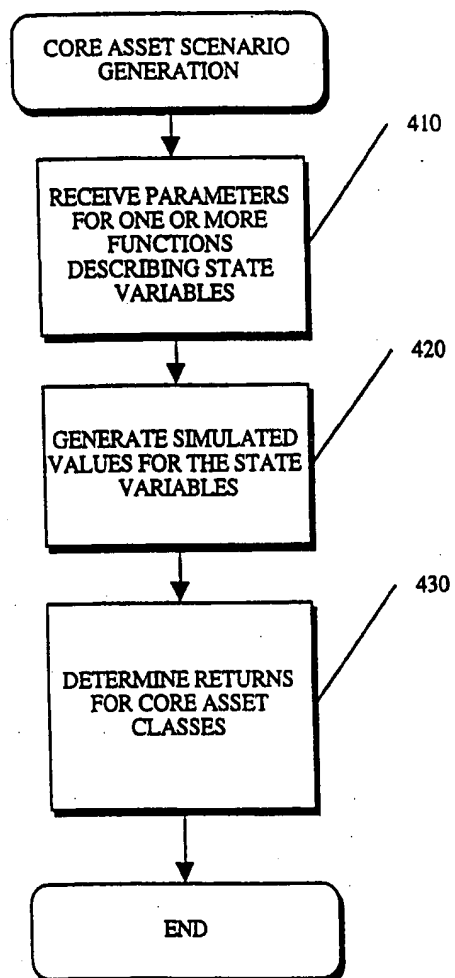 CORE ASSET SCENARIO
GENERATION
410
RECEIVE PARAMETERS
FOR ONE OR MORE
FUNCTIONS
DESCRIBING STATE
VARIABLES
420
GENERATE SIMULATED
VALUES FOR THE STATE
VARIABLES
430
DETERMINE RETURNS
FOR CORE ASSET
CLASSES
END